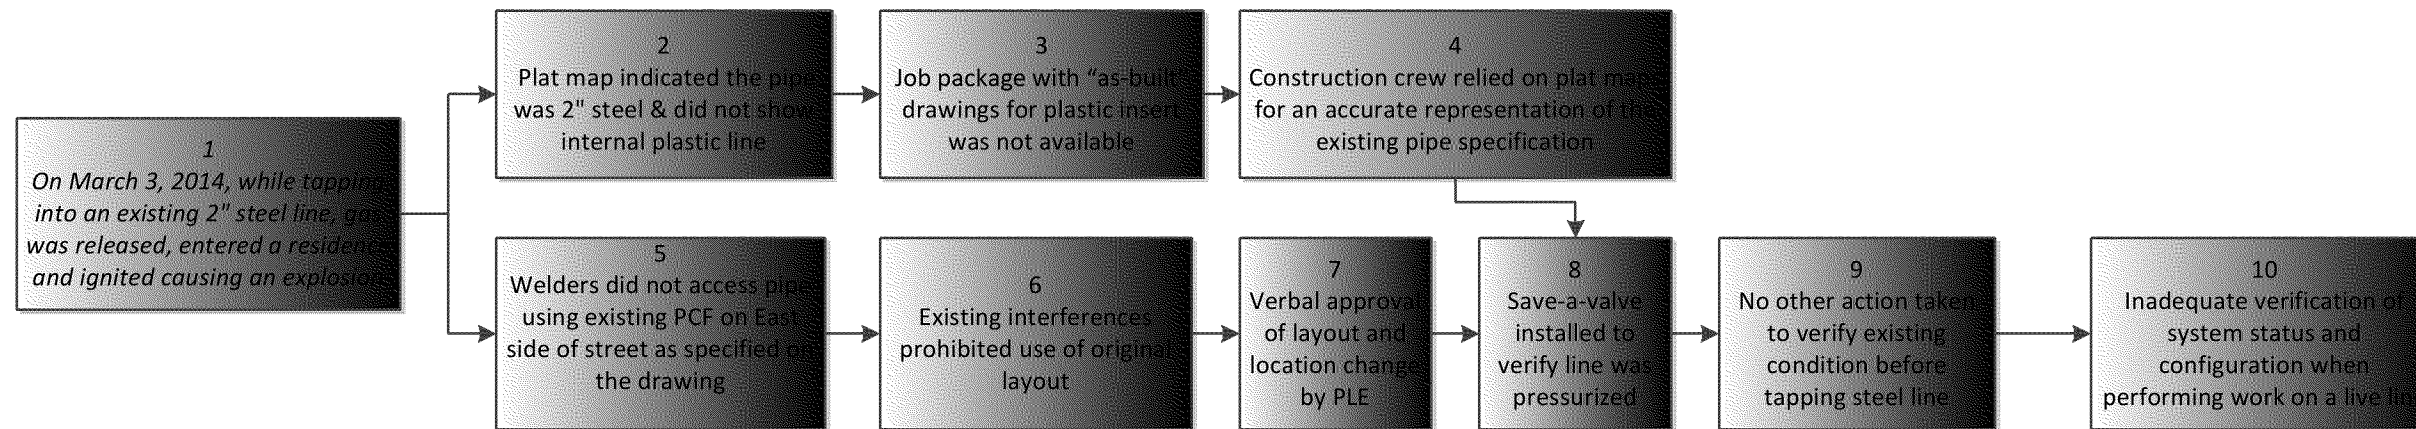 1
On March 3, 2014, while tapping
into an existing 2" steel line, gas
was released, entered a residence
and ignited causing an explosion
2
Plat map indicated the pipe
was 2" steel & did not show
internal plastic line
3
Job package with “as-built”
drawings for plastic insert
was not available
4
Construction crew relied on plat map
for an accurate representation of the
existing pipe specification
5
Welders did not access pipe
using existing PCF on East
side of street as specified on
the drawing
6
Existing interferences
prohibited use of original
layout
7
Verbal approval
of layout and
location change
by PLE
8
Save-a-valve
installed to
verify line was
pressurized
9
No other action taken
to verify existing
condition before
tapping steel line
10
Inadequate verification of
system status and
configuration when
performing work on a live line